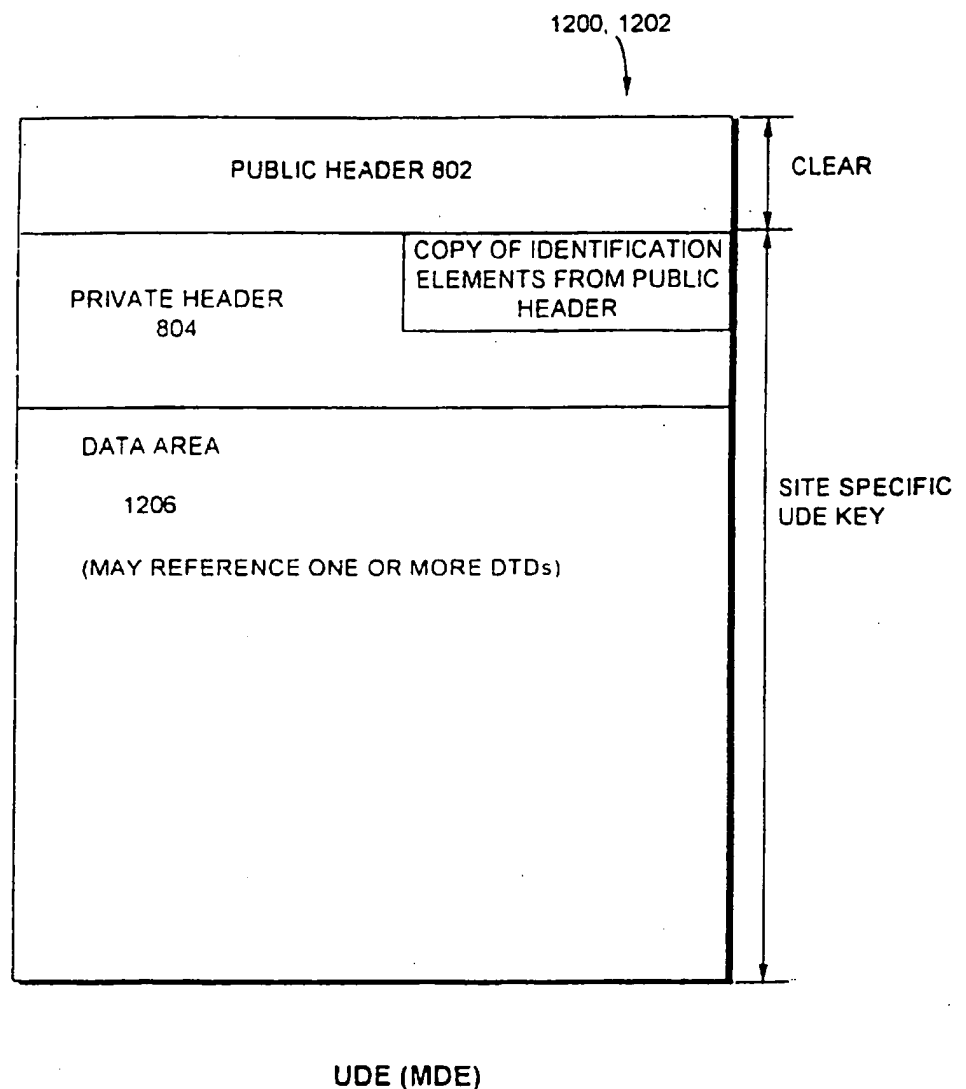 1200, 1202
PUBLIC HEADER 802
CLEAR
COPY OF IDENTIFICATION
ELEMENTS FROM PUBLIC
HEADER
PRIVATE HEADER
804
DATA AREA
1206
(MAY REFERENCE ONE OR MORE DTDs)
SITE SPECIFIC
UDE KEY
UDE (MDE)